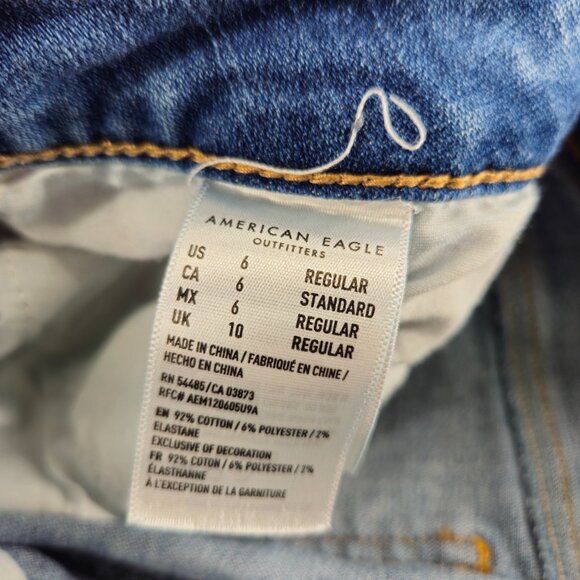 AMERICAN EAGLE
OUTFITTERS
US 6 REGULAR
CA 6 STANDARD
MX 6 REGULAR
UK 10 REGULAR
MADE IN CHINA / FABRIQUÉ EN CHINE /
HECHO EN CHINA
RN 54485 / CA 03873
RFC# AEM120605U9A
EN 92% COTTON / 6% POLYESTER / 2%
ELASTANE
EXCLUSIVE OF DECORATION
FR 92% COTON / 6% POLYESTER / 2%
ÉLASTHANNE
À L'EXCEPTION DE LA GARNITURE